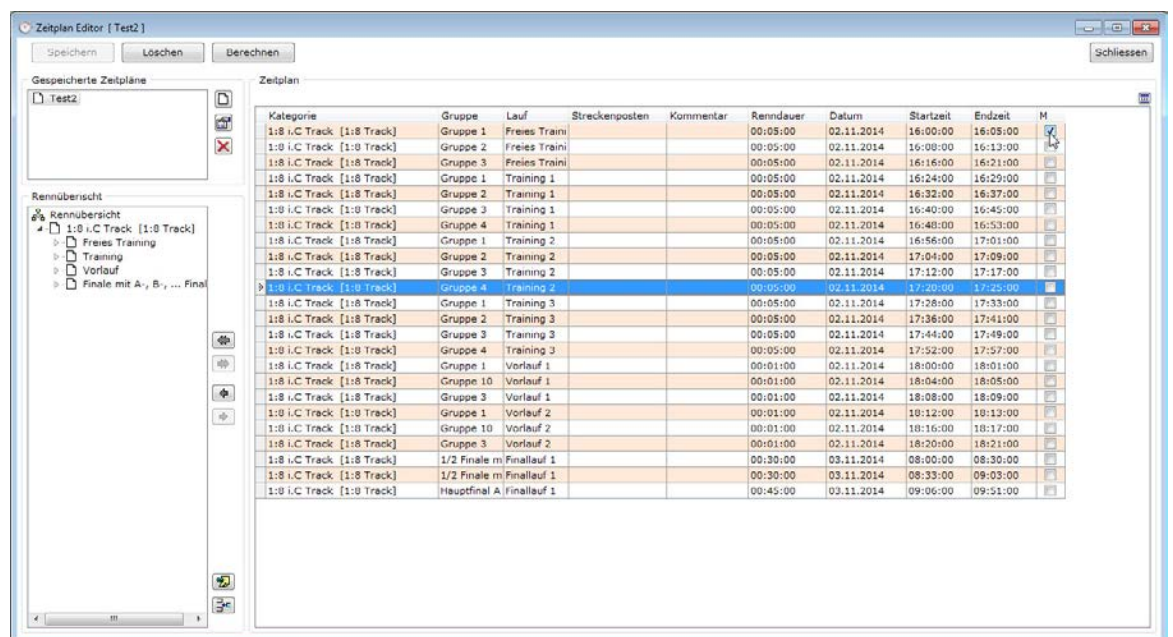 Zeitplan Editor [ Test2 ]
Speichern Löschen Berechnen Schliessen
Gespeicherte Zeitpläne
Test2
Rennüberischt
Rennübersicht
1:8 i.C Track [1:8 Track]
Freies Training
Training
Vorlauf
Finale mit A-, B-, ... Final
Zeitplan
Kategorie Gruppe Lauf Streckenposten Kommentar Renndauer Datum Startzeit Endzeit M
1:8 i.C Track [1:8 Track] Gruppe 1 Freies Traini 00:05:00 02.11.2014 16:00:00 16:05:00
1:8 i.C Track [1:8 Track] Gruppe 2 Freies Traini 00:05:00 02.11.2014 16:08:00 16:13:00
1:8 i.C Track [1:8 Track] Gruppe 3 Freies Traini 00:05:00 02.11.2014 16:16:00 16:21:00
1:8 i.C Track [1:8 Track] Gruppe 1 Training 1 00:05:00 02.11.2014 16:24:00 16:29:00
1:8 i.C Track [1:8 Track] Gruppe 2 Training 1 00:05:00 02.11.2014 16:32:00 16:37:00
1:8 i.C Track [1:8 Track] Gruppe 3 Training 1 00:05:00 02.11.2014 16:40:00 16:45:00
1:8 i.C Track [1:8 Track] Gruppe 4 Training 1 00:05:00 02.11.2014 16:48:00 16:53:00
1:8 i.C Track [1:8 Track] Gruppe 1 Training 2 00:05:00 02.11.2014 16:56:00 17:01:00
1:8 i.C Track [1:8 Track] Gruppe 2 Training 2 00:05:00 02.11.2014 17:04:00 17:09:00
1:8 i.C Track [1:8 Track] Gruppe 3 Training 2 00:05:00 02.11.2014 17:12:00 17:17:00
1:8 i.C Track [1:8 Track] Gruppe 4 Training 2 00:05:00 02.11.2014 17:20:00 17:25:00
1:8 i.C Track [1:8 Track] Gruppe 1 Training 3 00:05:00 02.11.2014 17:28:00 17:33:00
1:8 i.C Track [1:8 Track] Gruppe 2 Training 3 00:05:00 02.11.2014 17:36:00 17:41:00
1:8 i.C Track [1:8 Track] Gruppe 3 Training 3 00:05:00 02.11.2014 17:44:00 17:49:00
1:8 i.C Track [1:8 Track] Gruppe 4 Training 3 00:05:00 02.11.2014 17:52:00 17:57:00
1:8 i.C Track [1:8 Track] Gruppe 1 Vorlauf 1 00:01:00 02.11.2014 18:00:00 18:01:00
1:8 i.C Track [1:8 Track] Gruppe 10 Vorlauf 1 00:01:00 02.11.2014 18:04:00 18:05:00
1:8 i.C Track [1:8 Track] Gruppe 3 Vorlauf 1 00:01:00 02.11.2014 18:08:00 18:09:00
1:8 i.C Track [1:8 Track] Gruppe 1 Vorlauf 2 00:01:00 02.11.2014 18:12:00 18:13:00
1:8 i.C Track [1:8 Track] Gruppe 10 Vorlauf 2 00:01:00 02.11.2014 18:16:00 18:17:00
1:8 i.C Track [1:8 Track] Gruppe 3 Vorlauf 2 00:01:00 02.11.2014 18:20:00 18:21:00
1:8 i.C Track [1:8 Track] 1/2 Finale m Finallauf 1 00:30:00 03.11.2014 08:00:00 08:30:00
1:8 i.C Track [1:8 Track] 1/2 Finale m Finallauf 1 00:30:00 03.11.2014 08:33:00 09:03:00
1:8 i.C Track [1:8 Track] Hauptfinal A Finallauf 1 00:45:00 03.11.2014 09:06:00 09:51:00